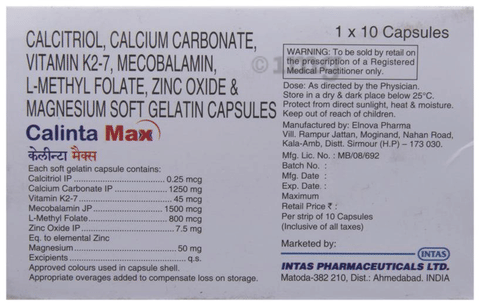 CALCITRIOL, CALCIUM CARBONATE,
VITAMIN K2-7, MECOBALAMIN,
L-METHYL FOLATE, ZINC OXIDE &
MAGNESIUM SOFT GELATIN CAPSULES
Calinta Max
केलीन्टा मैक्स
Each soft gelatin capsule contains:
Calcitriol IP 0.25 mcg
Calcium Carbonate IP 1250 mg
Vitamin K2-7 45 mcg
Mecobalamin JP 1500 mcg
L-Methyl Folate 800 mcg
Zinc Oxide IP 7.5 mg
Eq. to elemental Zinc
Magnesium 50 mg
Excipients q.s.
Approved colours used in capsule shell.
Appropriate overages added to compensate loss on storage.
1 x 10 Capsules
WARNING: To be sold by retail on
the prescription of a Registered
Medical Practitioner only.
Dose: As directed by the Physician.
Store in a dry & dark place below 25°C.
Protect from direct sunlight, heat & moisture.
Keep out of reach of children.
Manufactured by: Elnova Pharma
Vill. Rampur Jattan, Moginand, Nahan Road,
Kala-Amb, Distt. Sirmour (H.P) – 173 030.
Mfg. Lic. No. : MB/08/692
Batch No. :
Mfg. Date :
Exp. Date :
Maximum
Retail Price ₹ :
Per strip of 10 Capsules
(Inclusive of all taxes)
Marketed by:
INTAS
INTAS PHARMACEUTICALS LTD.
Matoda-382 210, Dist.: Ahmedabad. INDIA